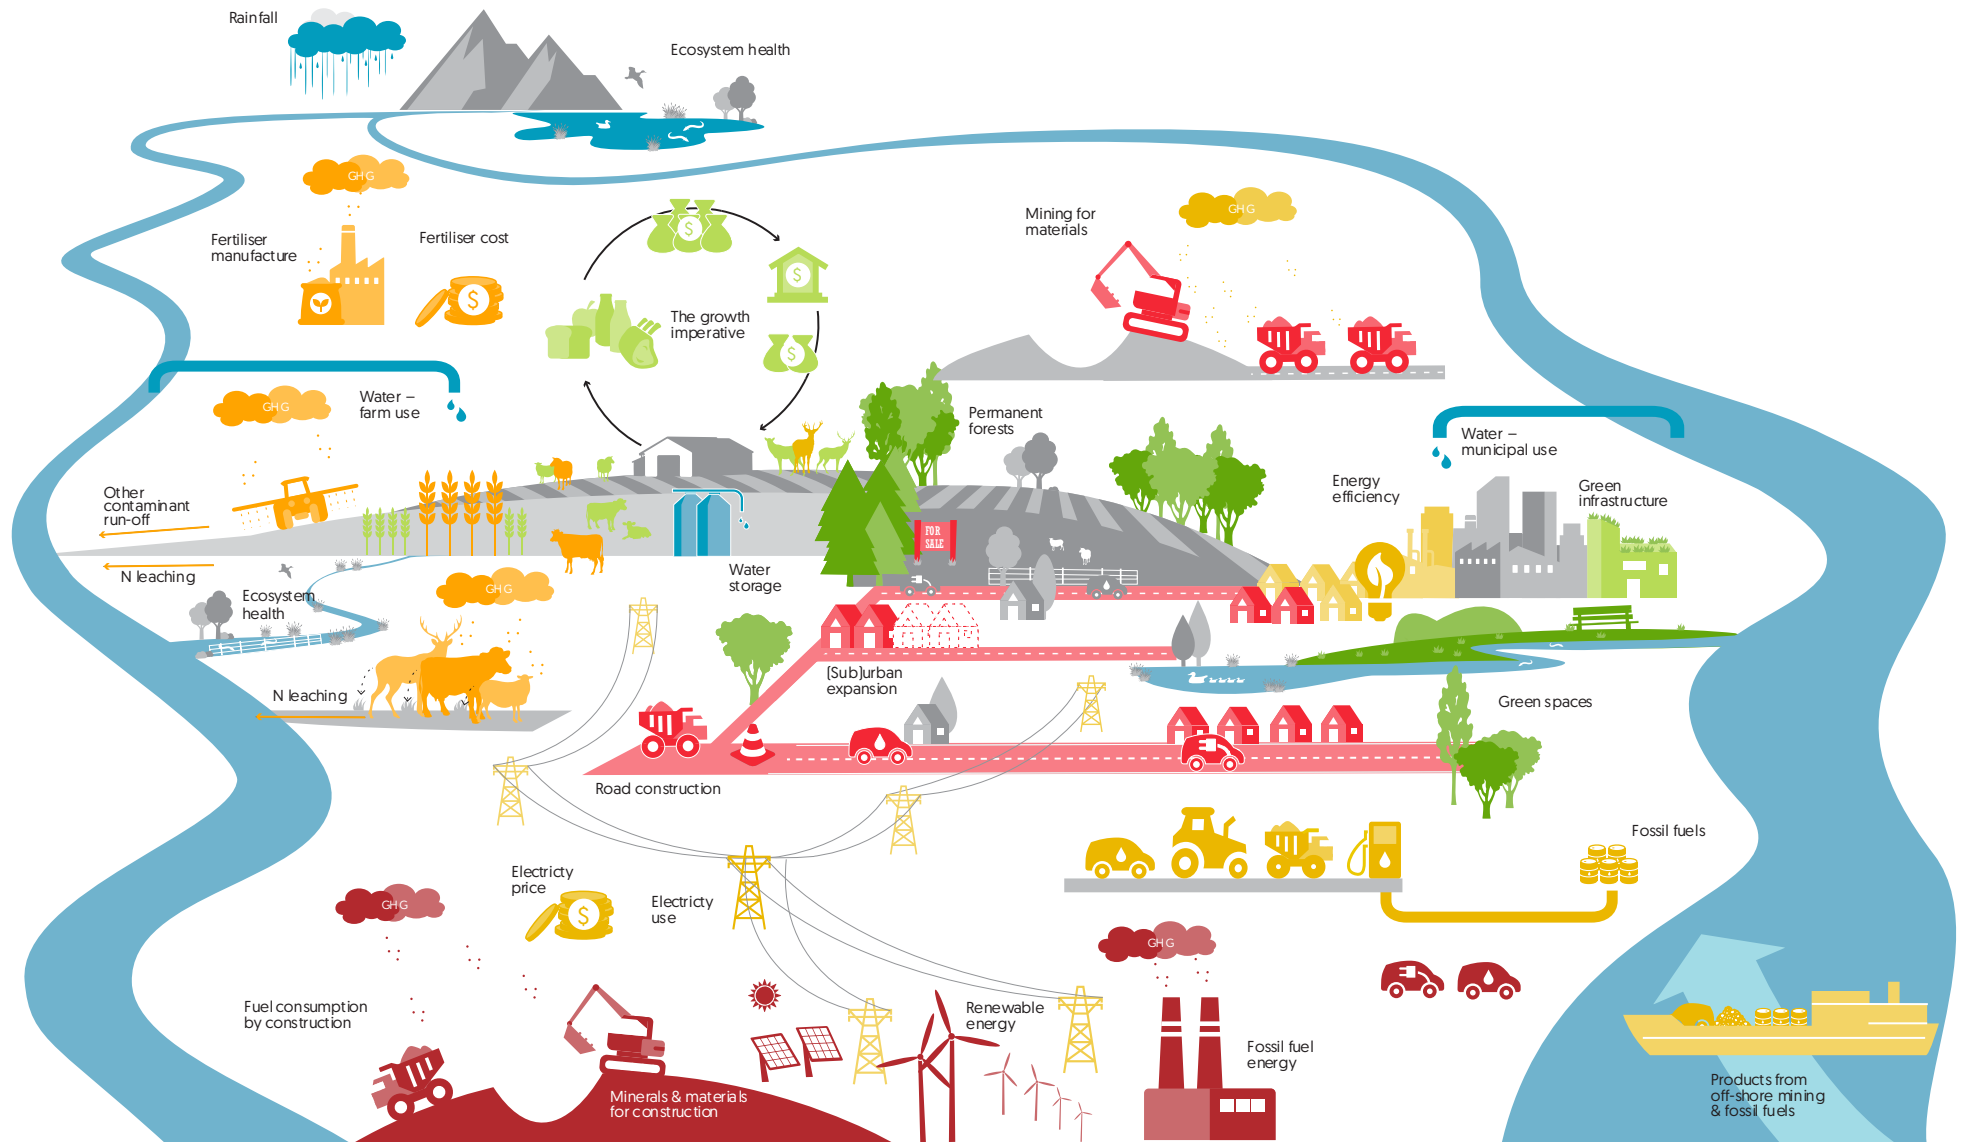 Rainfall
Ecosystem health
GHG
Fertiliser
manufacture
Fertiliser cost
$
$
The growth
imperative
$
$
Mining for
materials
GHG
GHG
Water –
farm use
Permanent
forests
Water –
municipal use
Energy
efficiency
Green
infrastructure
Other
contaminant
run-off
N leaching
FOR
SALE
Water
storage
Ecosystem
health
GHG
N leaching
(Sub)urban
expansion
Green spaces
Road construction
Fossil fuels
Electricity
price
$
Electricity
use
GHG
GHG
Fuel consumption
by construction
Renewable
energy
Fossil fuel
energy
Minerals & materials
for construction
Products from
off-shore mining
& fossil fuels